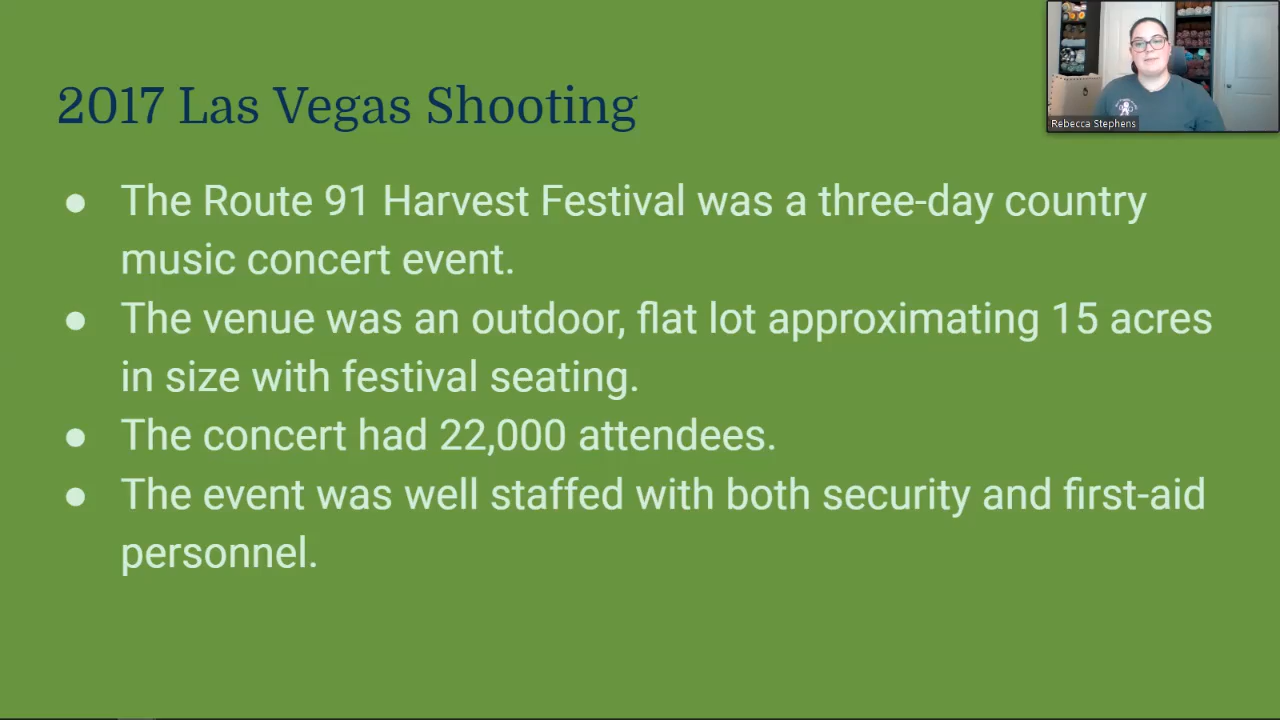 2017 Las Vegas Shooting
Rebecca Stephens
● The Route 91 Harvest Festival was a three-day country
music concert event.
● The venue was an outdoor, flat lot approximating 15 acres
in size with festival seating.
● The concert had 22,000 attendees.
● The event was well staffed with both security and first-aid
personnel.